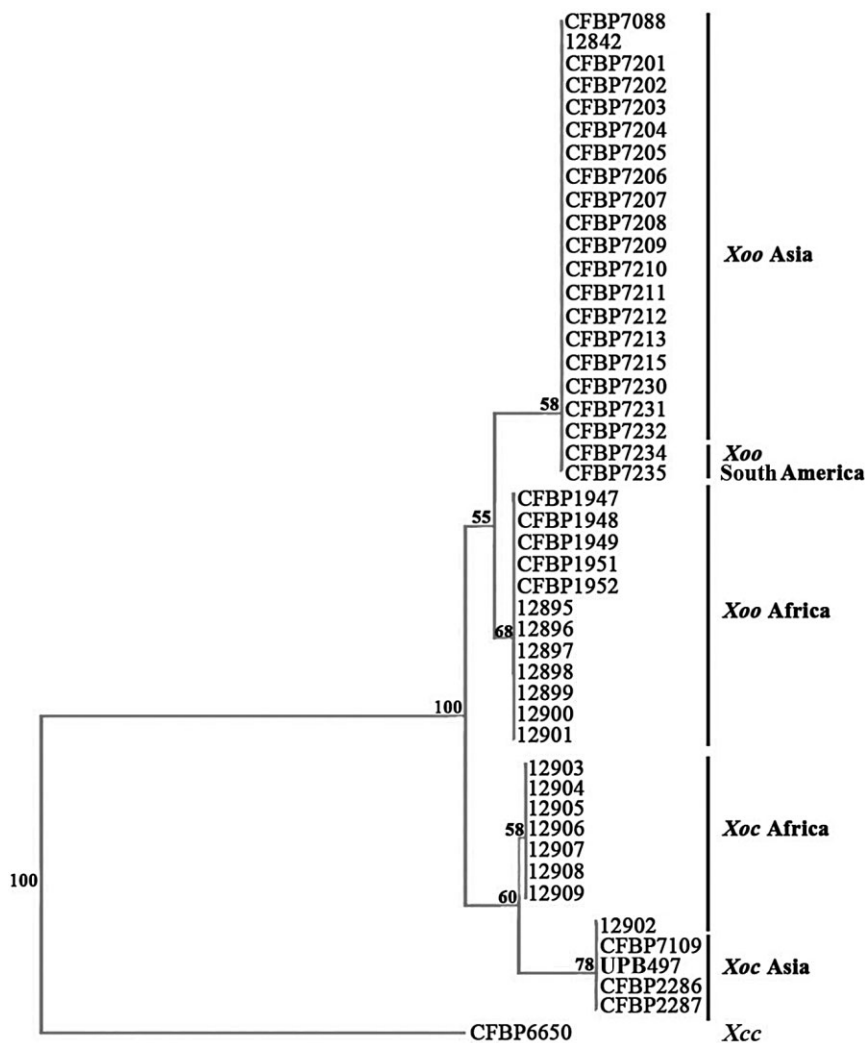 CFBP7088
12842
CFBP7201
CFBP7202
CFBP7203
CFBP7204
CFBP7205
CFBP7206
CFBP7207
CFBP7208
CFBP7209
Xoo Asia
CFBP7210
CFBP7211
CFBP7212
CFBP7213
CFBP7215
CFBP7230
58
CFBP7231
CFBP7232
CFBP7234
Xoo
CFBP7235
South America
CFBP1947
55
CFBP1948
CFBP1949
CFBP1951
CFBP1952
12895
Xoo Africa
68
12896
12897
12898
12899
100
12900
12901
12903
12904
12905
58
12906
Xoc Africa
12907
12908
100
60
12909
12902
CFBP7109
78
UPB497
Xoc Asia
CFBP2286
CFBP2287
CFBP6650
Xcc